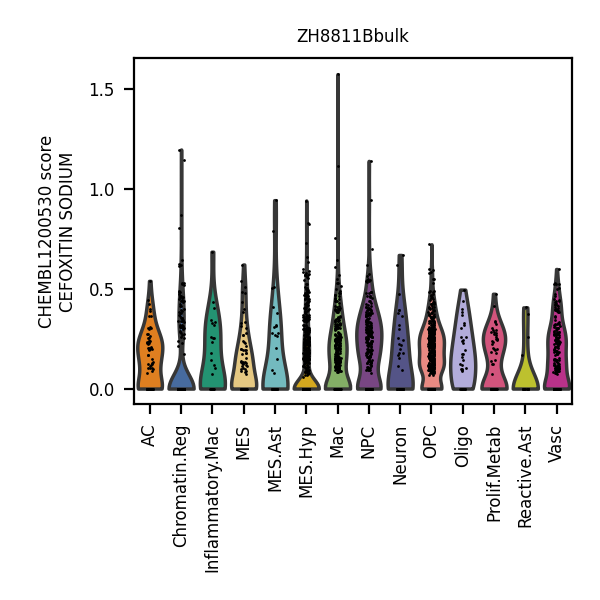 ZH8811Bbulk
CHEMBL1200530 score
CEFOXITIN SODIUM
1.5
1.0
0.5
0.0
AC
Chromatin.Reg
Inflammatory.Mac
MES
MES.Ast
MES.Hyp
Mac
NPC
Neuron
OPC
Oligo
Prolif.Metab
Reactive.Ast
Vasc